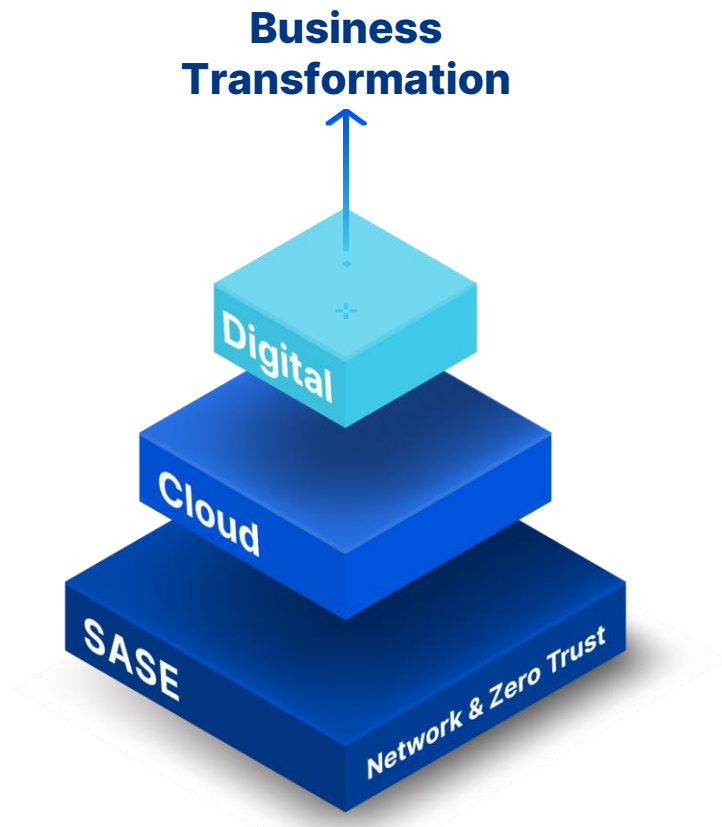 Business
Transformation
Digital
Cloud
SASE
Network & Zero Trust